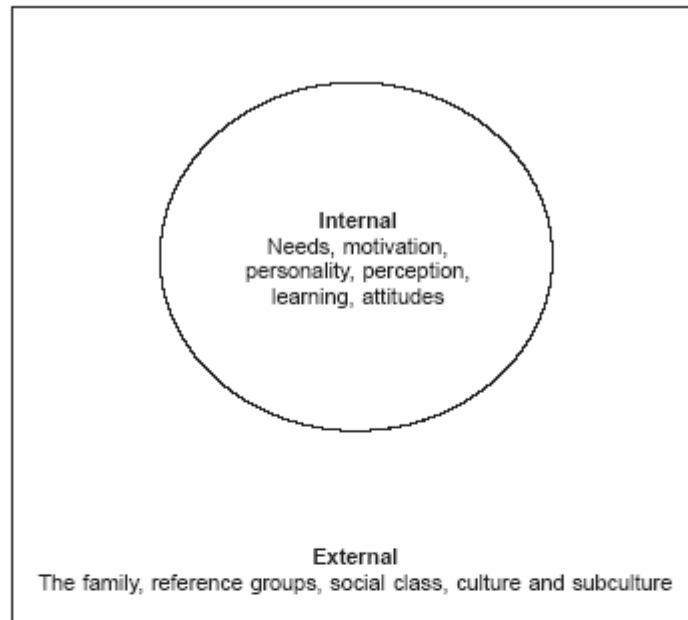 Internal
Needs, motivation,
personality, perception,
learning, attitudes
External
The family, reference groups, social class, culture and subculture